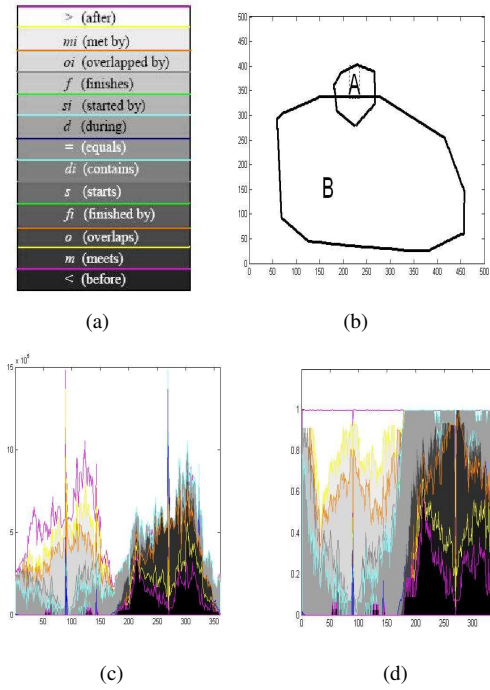 > (after)
mi (met by)
oi (overlapped by)
f (finishes)
si (started by)
d (during)
= (equals)
di (contains)
s (starts)
fi (finished by)
o (overlaps)
m (meets)
< (before)
(a)
500
450
400
350
300
250
200
150
100
50
0
A
B
0 50 100 150 200 250 300 350 400 450 500
(b)
15
10
5
0
0 50 100 150 200 250 300 350
(c)
1
0.8
0.6
0.4
0.2
0
0 50 100 150 200 250 300
(d)